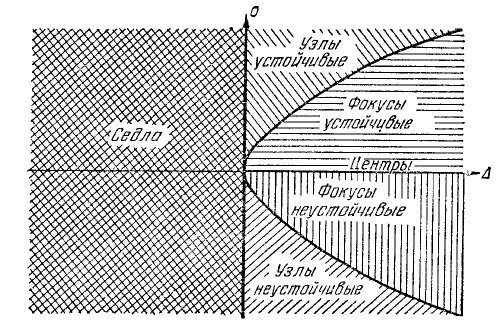 σ
Узлы
устойчивые
Фокусы
устойчивые
Седло
Центры
Δ
Фокусы
неустойчивые
Узлы
неустойчивые